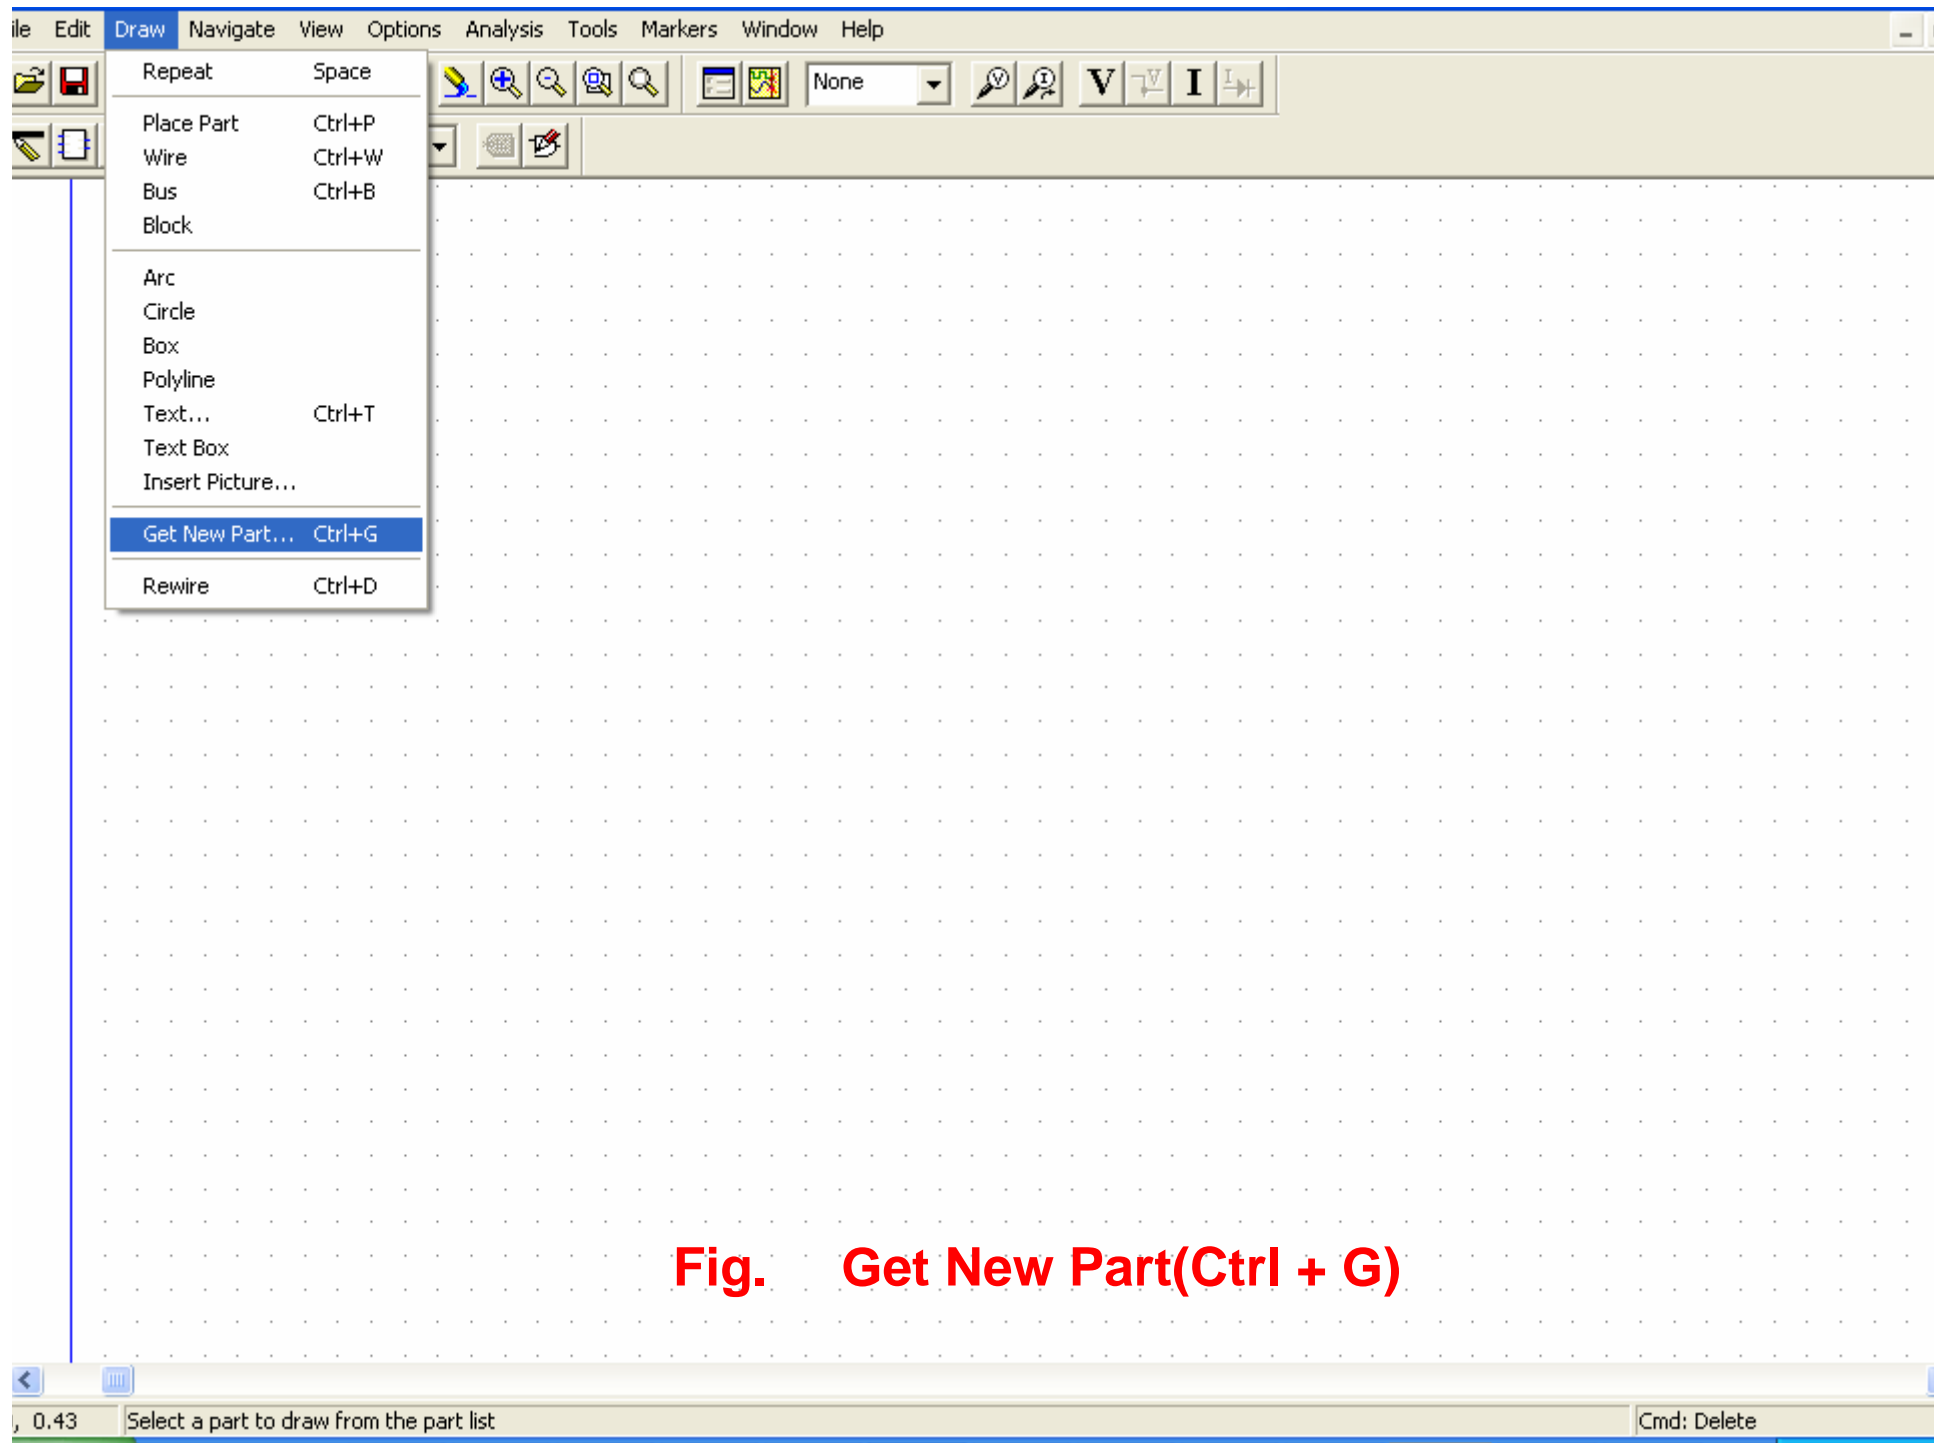 ile Edit Draw Navigate View Options Analysis Tools Markers Window Help
Repeat Space
None
V V I I
Place Part Ctrl+P
Wire Ctrl+W
Bus Ctrl+B
Block
Arc
Circle
Box
Polyline
Text... Ctrl+T
Text Box
Insert Picture...
Get New Part... Ctrl+G
Rewire Ctrl+D
Fig. Get New Part(Ctrl + G)
, 0.43 Select a part to draw from the part list Cmd: Delete